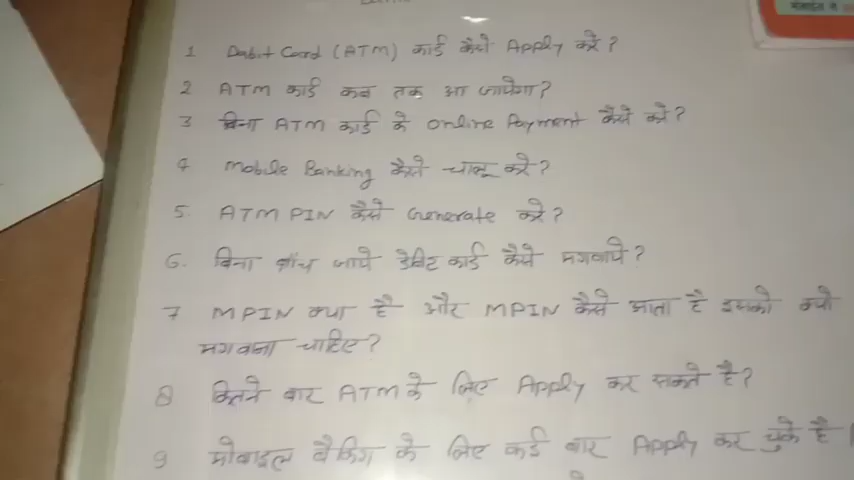 1 Debit Card (ATM) कार्ड कैसे Apply करे?
2 ATM कार्ड कब तक आ जायेगा?
3 बिना ATM कार्ड के online Payment कैसे करे?
4 Mobile Banking कैसे चालू करे?
5. ATM PIN कैसे Generate करे?
6. बिना ब्रांच जाये डेबिट कार्ड कैसे मगवाये?
7 MPIN क्या है और MPIN कैसे आता है इसको क्यो
मगवाना चाहिए?
8 कितने बार ATM के लिए Apply कर सकते है?
9 मोबाइल बैकिंग के लिए कई बार Apply कर चुके है